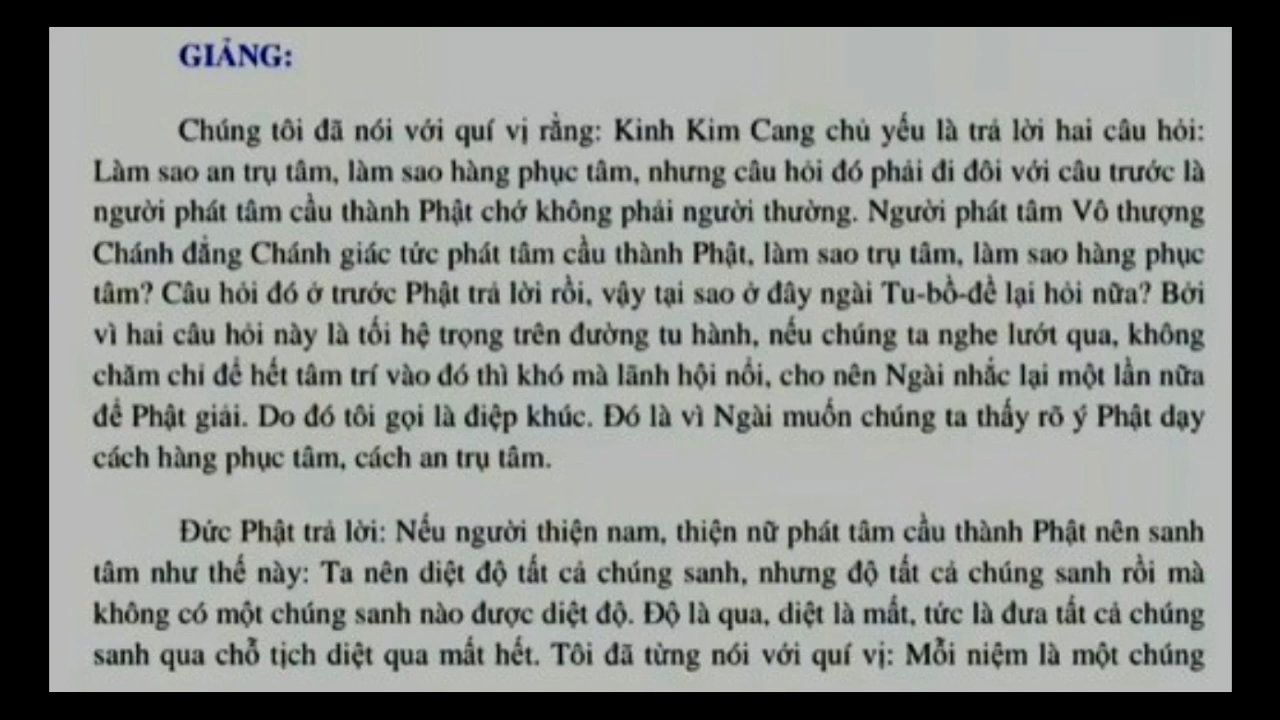 GIẢNG:
Chúng tôi đã nói với quí vị rằng: Kinh Kim Cang chủ yếu là trả lời hai câu hỏi:
Làm sao an trụ tâm, làm sao hàng phục tâm, nhưng câu hỏi đó phải đi đôi với câu trước là
người phát tâm cầu thành Phật chớ không phải người thường. Người phát tâm Vô thượng
Chánh đẳng Chánh giác tức phát tâm cầu thành Phật, làm sao trụ tâm, làm sao hàng phục
tâm? Câu hỏi đó ở trước Phật trả lời rồi, vậy tại sao ở đây ngài Tu-bồ-đề lại hỏi nữa? Bởi
vì hai câu hỏi này là tối hệ trọng trên đường tu hành, nếu chúng ta nghe lướt qua, không
chăm chỉ để hết tâm trí vào đó thì khó mà lãnh hội nổi, cho nên Ngài nhắc lại một lần nữa
để Phật giải. Do đó tôi gọi là điệp khúc. Đó là vì Ngài muốn chúng ta thấy rõ ý Phật dạy
cách hàng phục tâm, cách an trụ tâm.
Đức Phật trả lời: Nếu người thiện nam, thiện nữ phát tâm cầu thành Phật nên sanh
tâm như thế này: Ta nên diệt độ tất cả chúng sanh, nhưng độ tất cả chúng sanh rồi mà
không có một chúng sanh nào được diệt độ. Độ là qua, diệt là mất, tức là đưa tất cả chúng
sanh qua chỗ tịch diệt qua mất hết. Tôi đã từng nói với quí vị: Mỗi niệm là một chúng